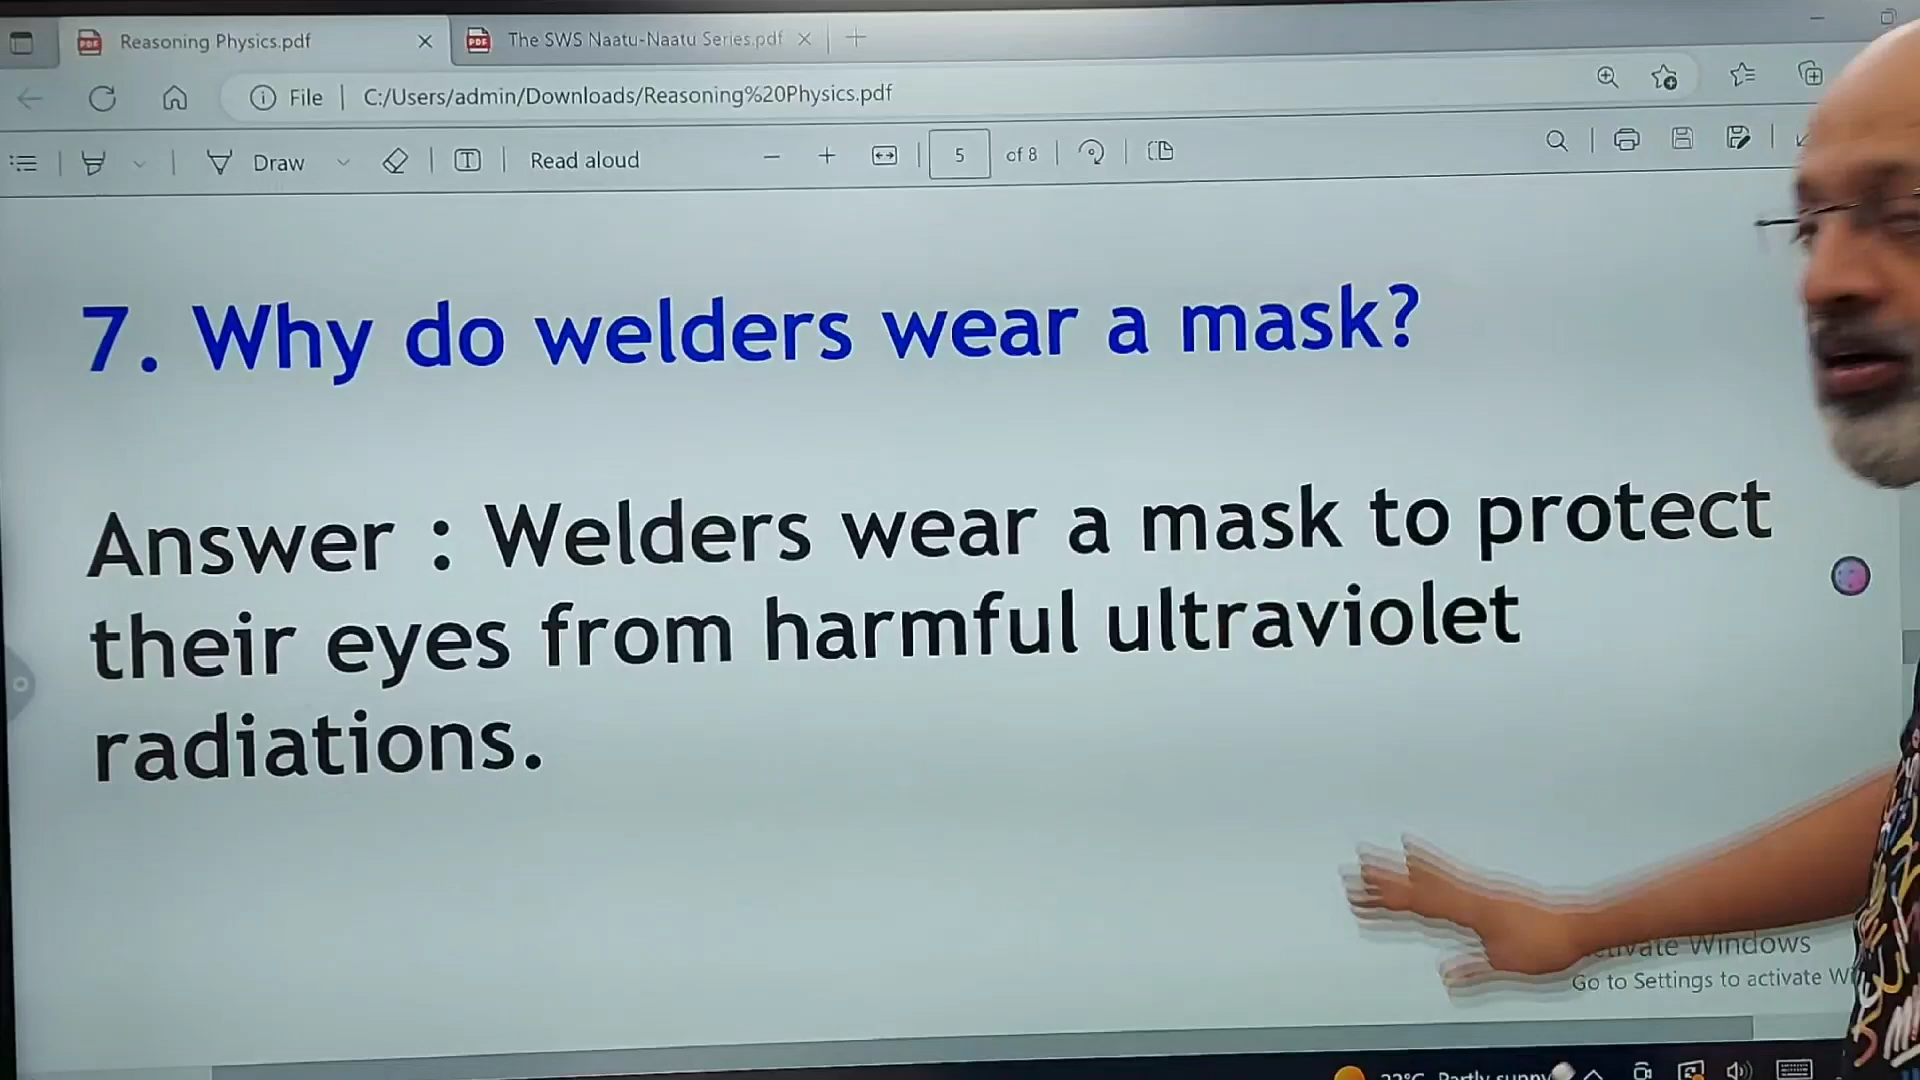 Reasoning Physics.pdf
The SWS Naatu-Naatu Series.pdf
File
C:/Users/admin/Downloads/Reasoning%20Physics.pdf
Draw
Read aloud
5
of 8
7. Why do welders wear a mask?
Answer : Welders wear a mask to protect
their eyes from harmful ultraviolet
radiations.
Windows
Go to Settings to activate
Partly sunny